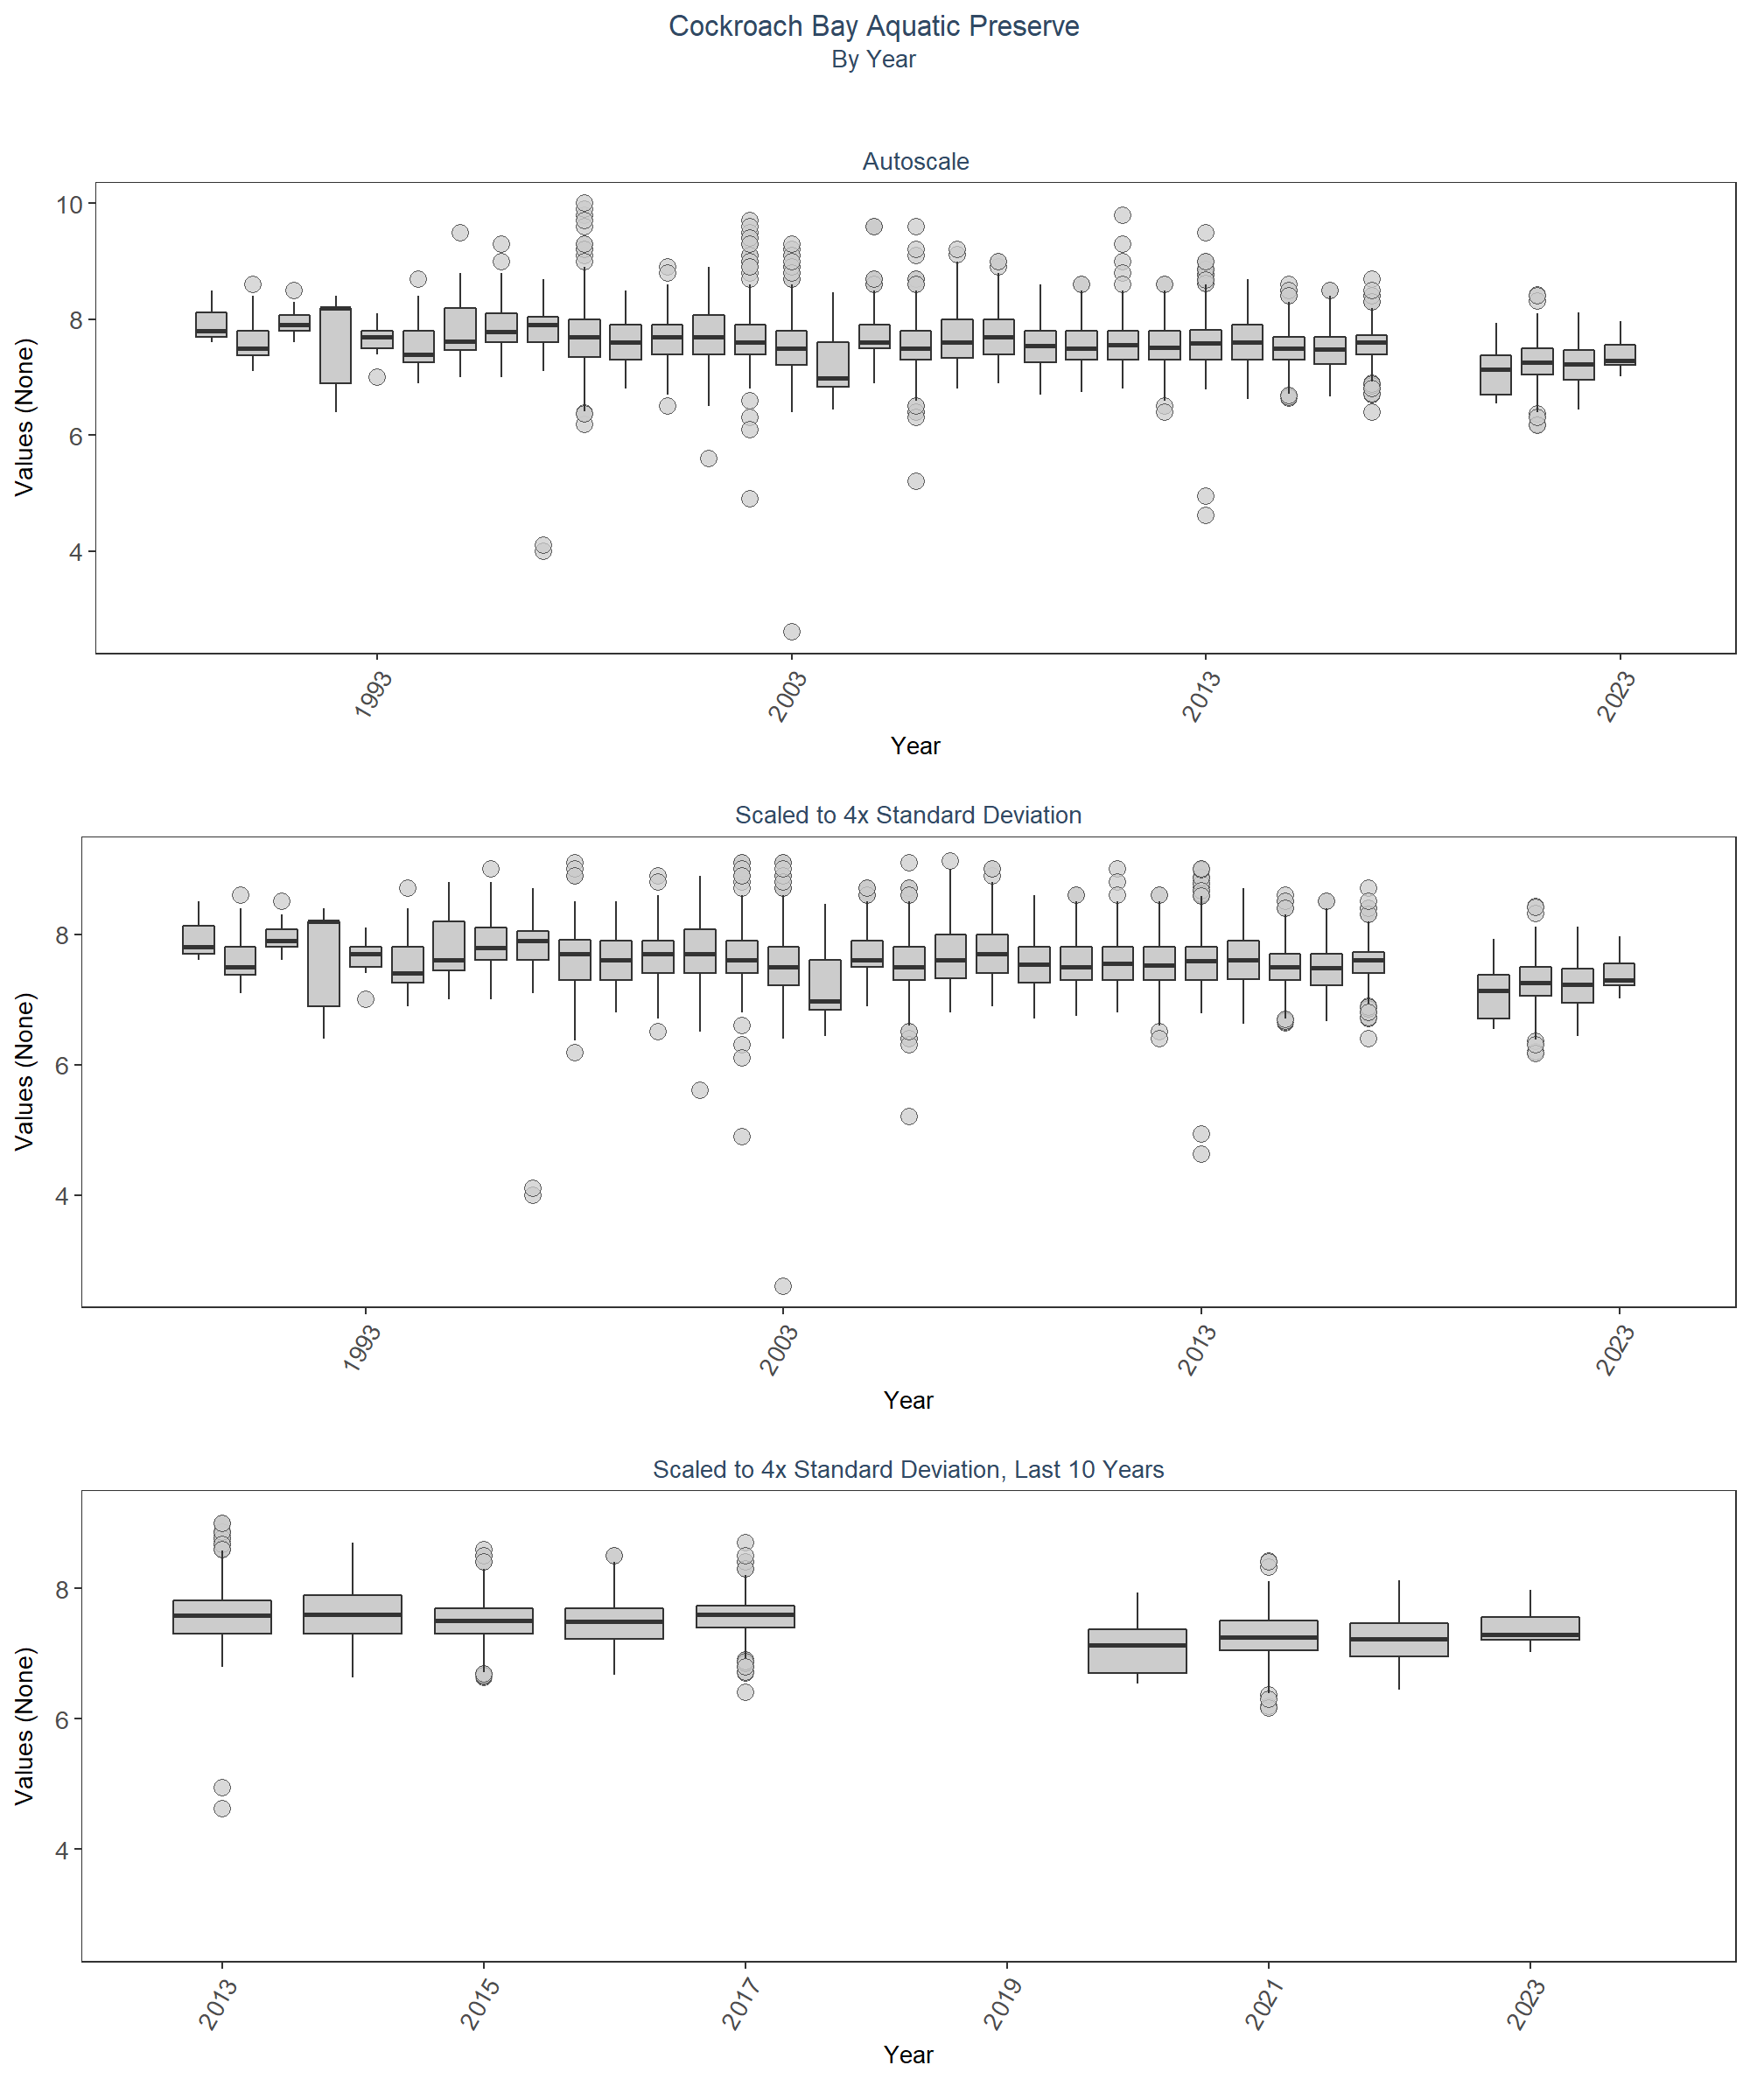 Cockroach Bay Aquatic Preserve
By Year
Autoscale
Values (None)
10
8
6
4
1993 2003 2013 2023
Year
Scaled to 4x Standard Deviation
Values (None)
8
6
4
1993 2003 2013 2023
Year
Scaled to 4x Standard Deviation, Last 10 Years
Values (None)
8
6
4
2013 2015 2017 2019 2021 2023
Year